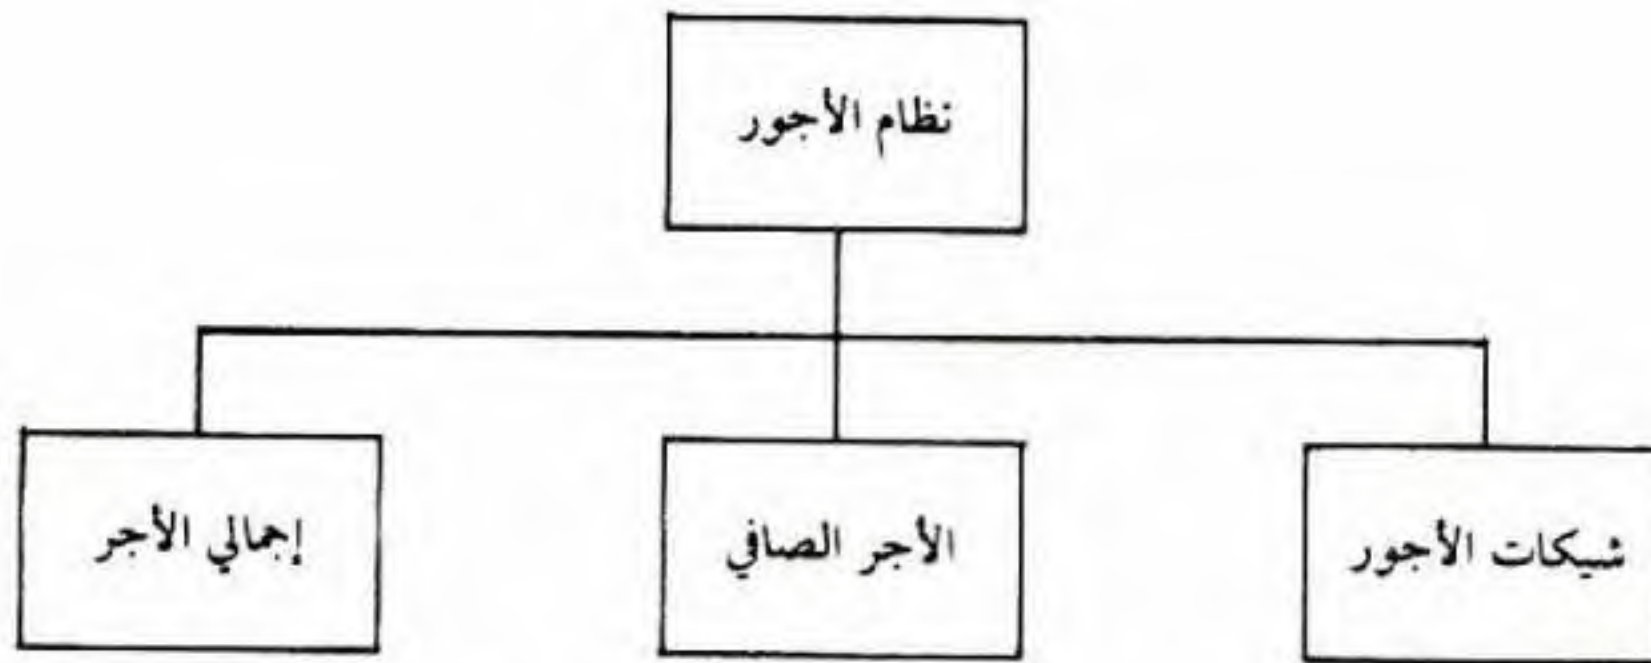 نظام الأجور
شيكات الأجور
الأجر الصافي
إجمالي الأجر